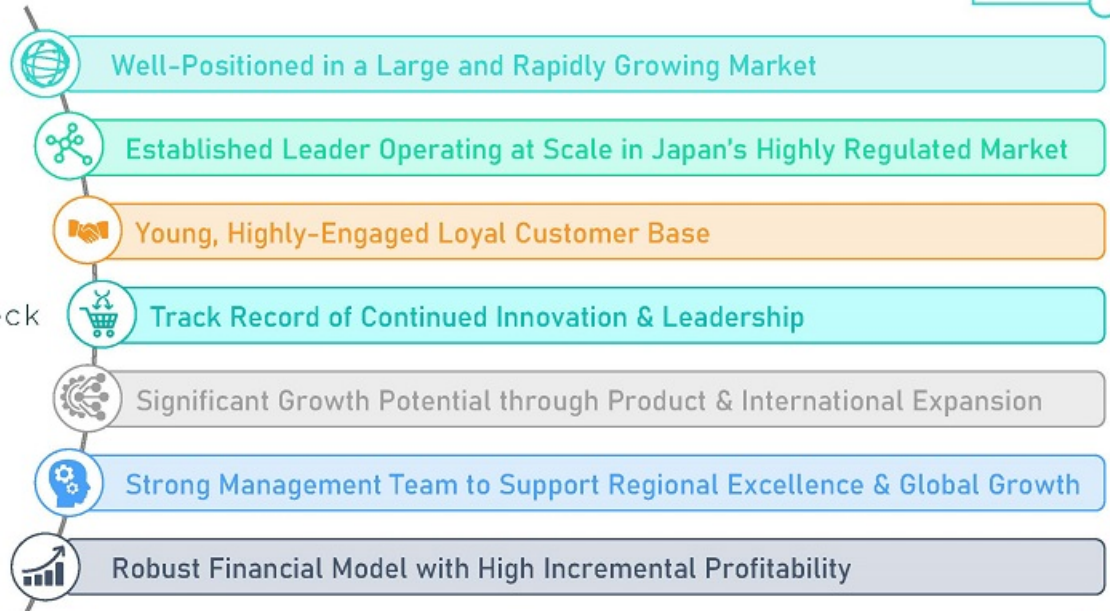 Well-Positioned in a Large and Rapidly Growing Market
Established Leader Operating at Scale in Japan's Highly Regulated Market
Young, Highly-Engaged Loyal Customer Base
eck
Track Record of Continued Innovation & Leadership
Significant Growth Potential through Product & International Expansion
Strong Management Team to Support Regional Excellence & Global Growth
Robust Financial Model with High Incremental Profitability